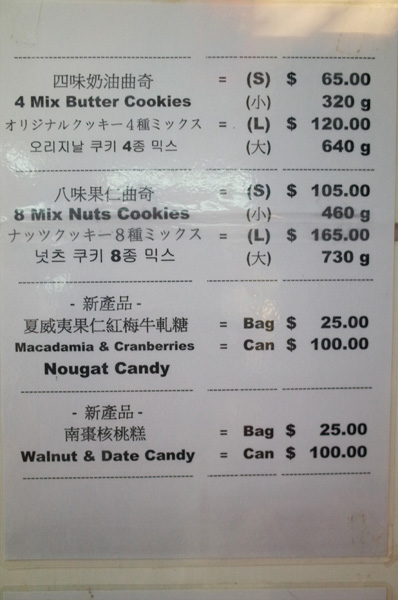 四味奶油曲奇 = (S) $ 65.00
4 Mix Butter Cookies (小) 320 g
オリジナルクッキー4種ミックス = (L) $ 120.00
오리지날 쿠키 4종 믹스 (大) 640 g
八味果仁曲奇 = (S) $ 105.00
8 Mix Nuts Cookies (小) 460 g
ナッツクッキー8種ミックス = (L) $ 165.00
넛츠 쿠키 8종 믹스 (大) 730 g
- 新產品 -
夏威夷果仁紅梅牛軋糖 = Bag $ 25.00
Macadamia & Cranberries = Can $ 100.00
Nougat Candy
- 新產品 -
南棗核桃糕 = Bag $ 25.00
Walnut & Date Candy = Can $ 100.00